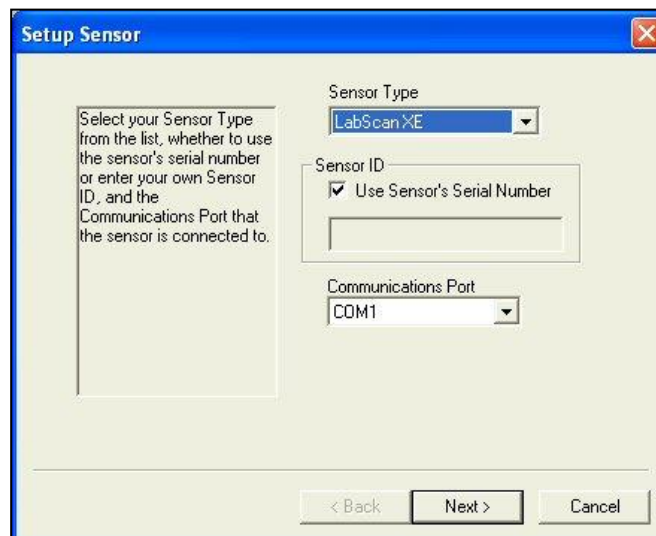 Setup Sensor
Select your Sensor Type
from the list, whether to use
the sensor's serial number
or enter your own Sensor
ID, and the
Communications Port that
the sensor is connected to.
Sensor Type
LabScan XE
Sensor ID
Use Sensor's Serial Number
Communications Port
COM1
< Back
Next >
Cancel